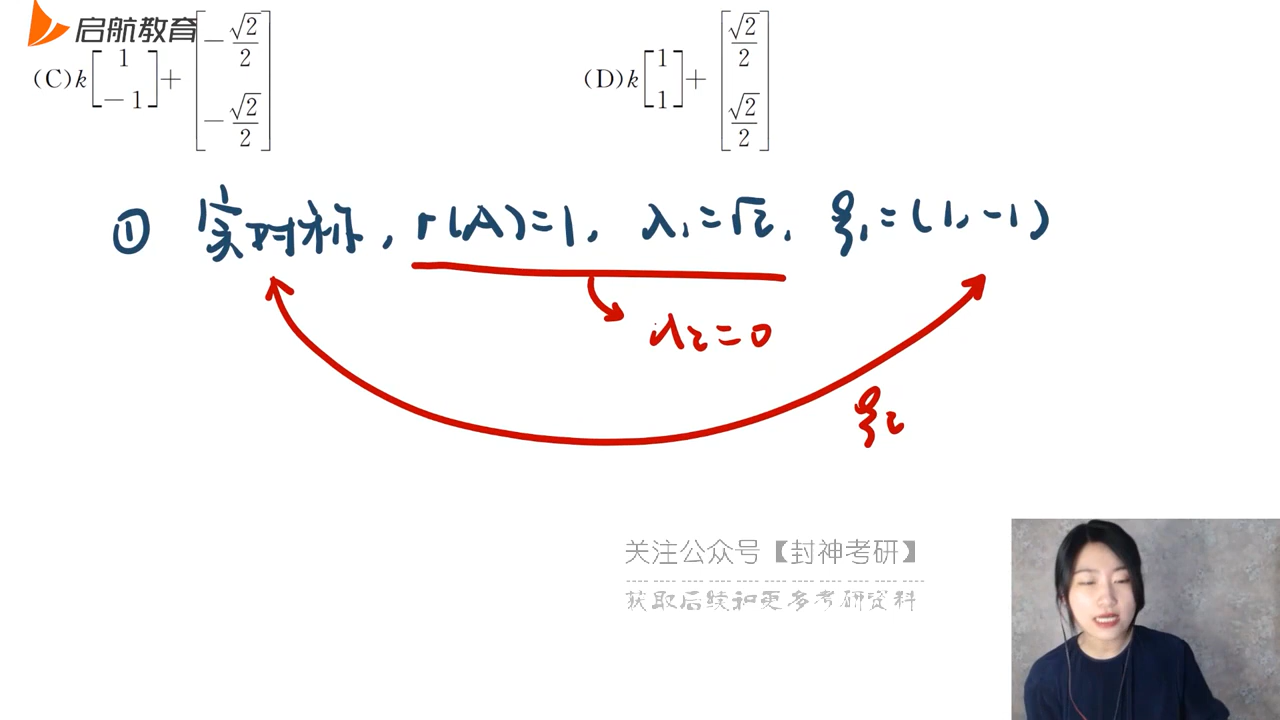 启航教育
(C) k[1 -1] + [-√2/2 -√2/2]
(D) k[1 1] + [√2/2 √2/2]
① 实对称, r(A)=1, λ₁=√2, ξ₁=(1,-1)
λ₂=0
ξ₂
关注公众号【封神考研】
获取后续和更多考研资料